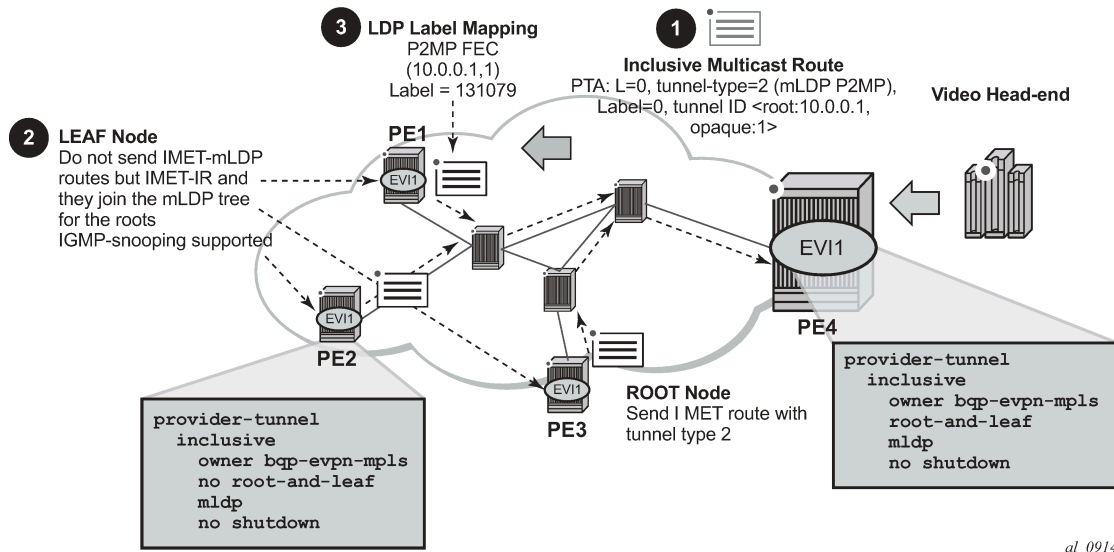 3
LDP Label Mapping
P2MP FEC
(10.0.0.1,1)
Label = 131079
1
Inclusive Multicast Route
PTA: L=0, tunnel-type=2 (mLDP P2MP),
Label=0, tunnel ID <root:10.0.0.1,
opaque:1>
Video Head-end
2
LEAF Node
Do not send IMET-mLDP
routes but IMET-IR and
they join the mLDP tree
for the roots
IGMP-snooping supported
PE1
EVI1
EVI1
PE2
EVI1
PE3
EVI1
PE4
ROOT Node
Send I MET route with
tunnel type 2
provider-tunnel
inclusive
owner bqp-evpn-mpls
no root-and-leaf
mldp
no shutdown
provider-tunnel
inclusive
owner bqp-evpn-mpls
root-and-leaf
mldp
no shutdown
al_0914